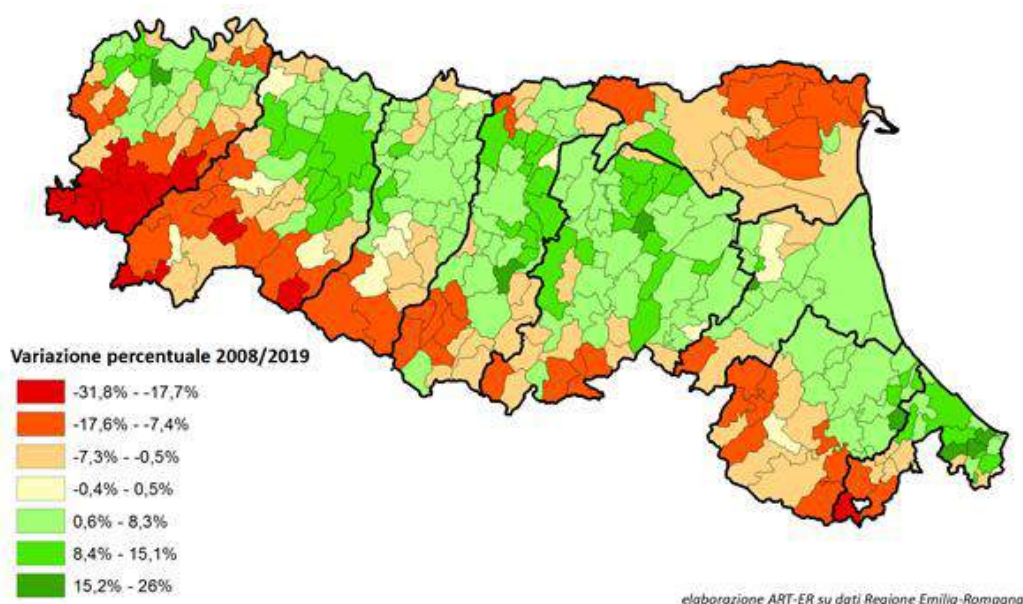 Variazione percentuale 2008/2019
-31,8% - -17,7%
-17,6% - -7,4%
-7,3% - -0,5%
-0,4% - 0,5%
0,6% - 8,3%
8,4% - 15,1%
15,2% - 26%
elaborazione ART-ER su dati Regione Emilia-Romagna